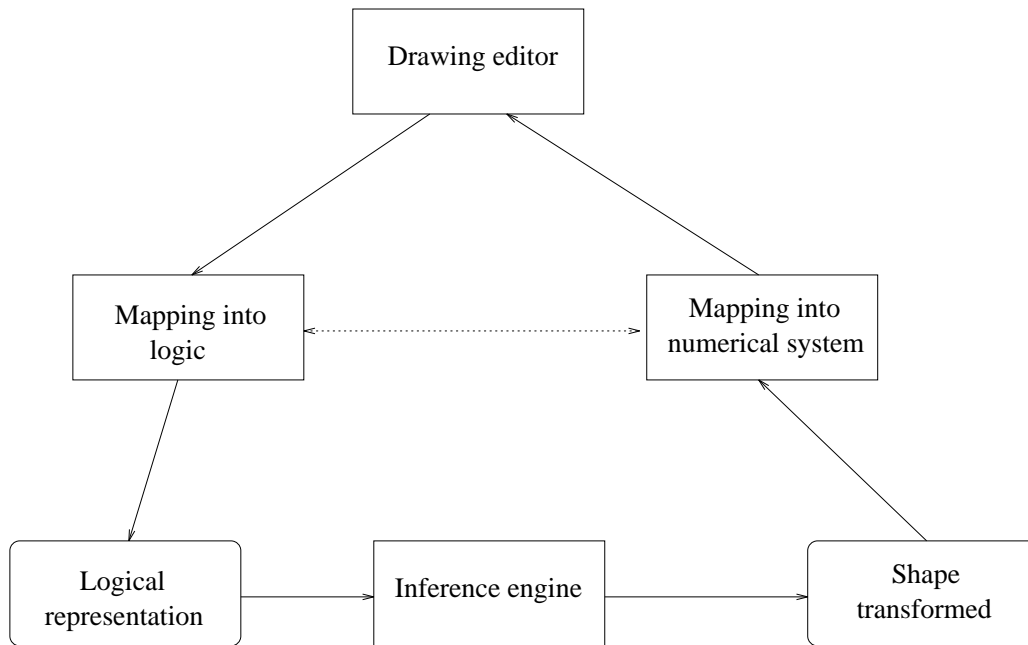 Drawing editor
Mapping into
logic
Mapping into
numerical system
Logical
representation
Inference engine
Shape
transformed